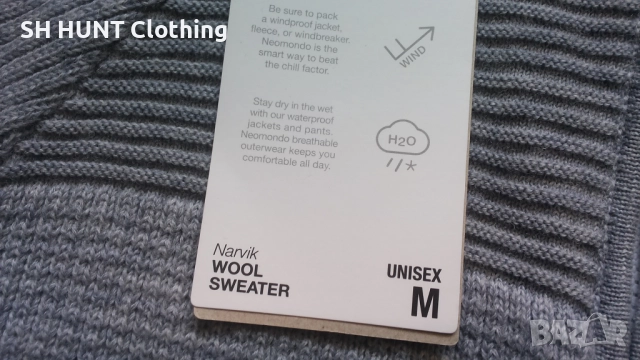 SH HUNT Clothing
Be sure to pack
a windproof jacket,
fleece, or windbreaker.
Neomondo is the
smart way to beat
the chill factor.
WIND
Stay dry in the wet
with our waterproof
jackets and pants.
Neomondo breathable
outerwear keeps you
comfortable all day.
H2O
Narvik
WOOL
SWEATER
UNISEX
M
BAZAR
bg